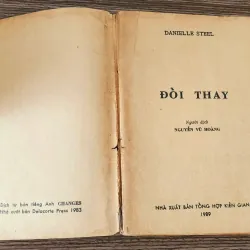 Dịch từ bản tiếng Anh CHANGES
Nhà xuất bản Delacorte Press 1983
DANIELLE STEEL
ĐỜI THAY
Người dịch
NGUYỄN VŨ HOÀNG
NHÀ XUẤT BẢN TỔNG HỢP KIÊN GIANG
1989